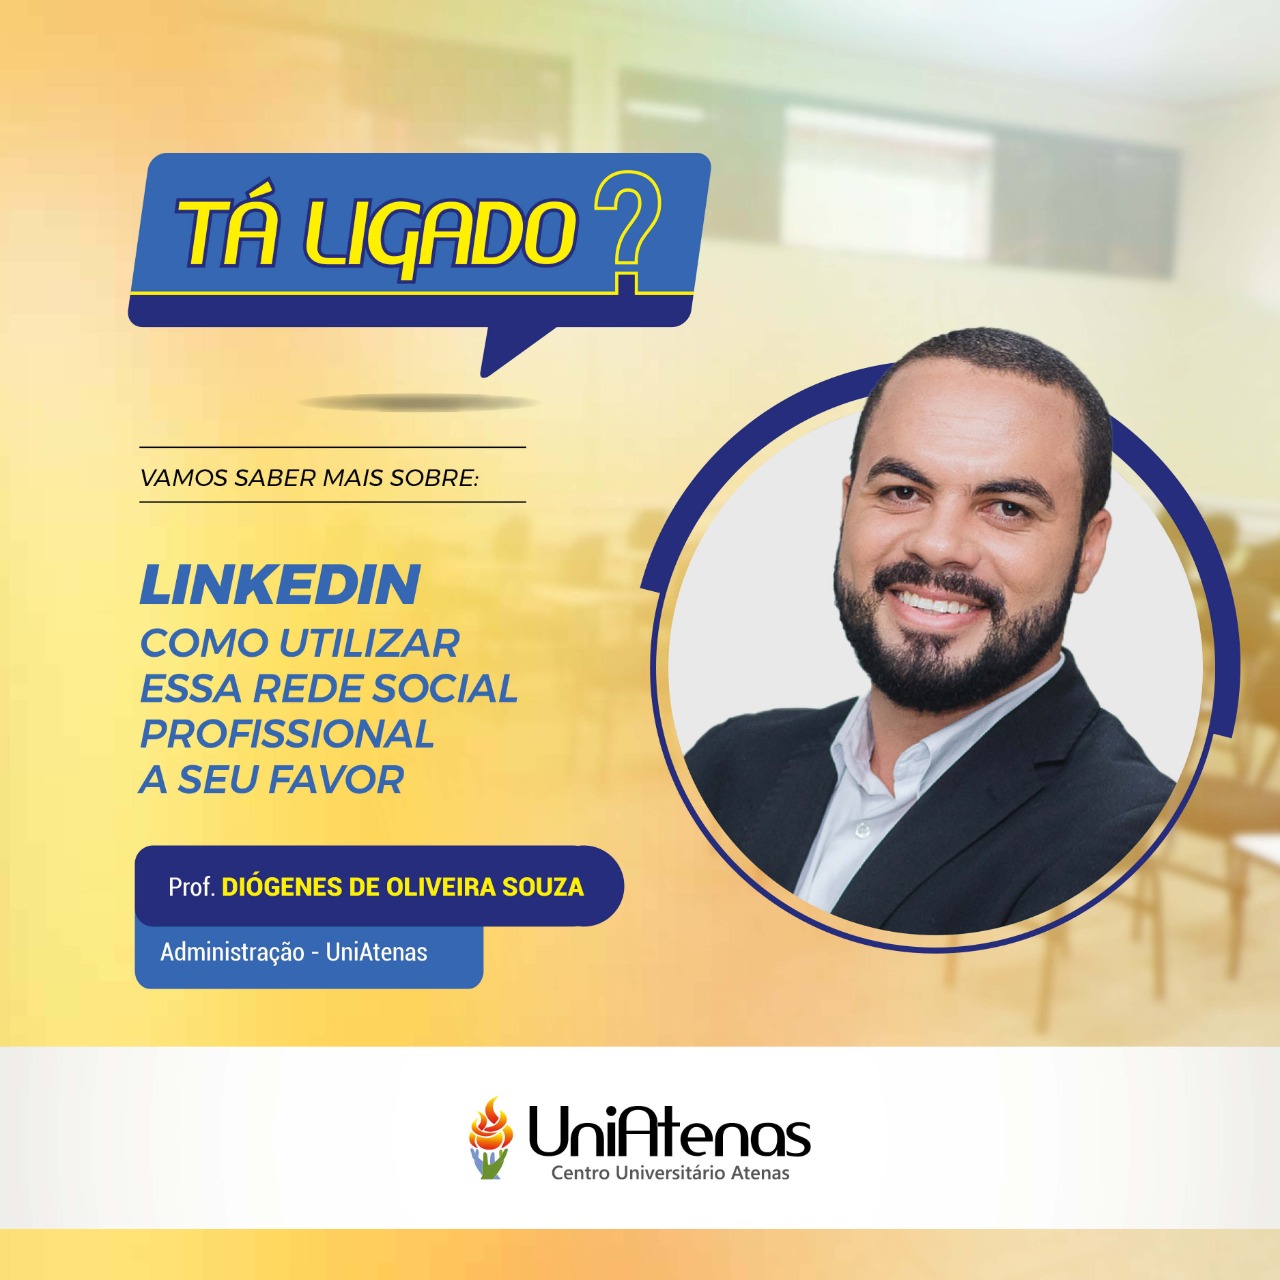 TÁ LIGADO?
VAMOS SABER MAIS SOBRE:
LINKEDIN
COMO UTILIZAR
ESSA REDE SOCIAL
PROFISSIONAL
A SEU FAVOR
Prof. DIÓGENES DE OLIVEIRA SOUZA
Administração - UniAtenas
UniAtenas
Centro Universitário Atenas